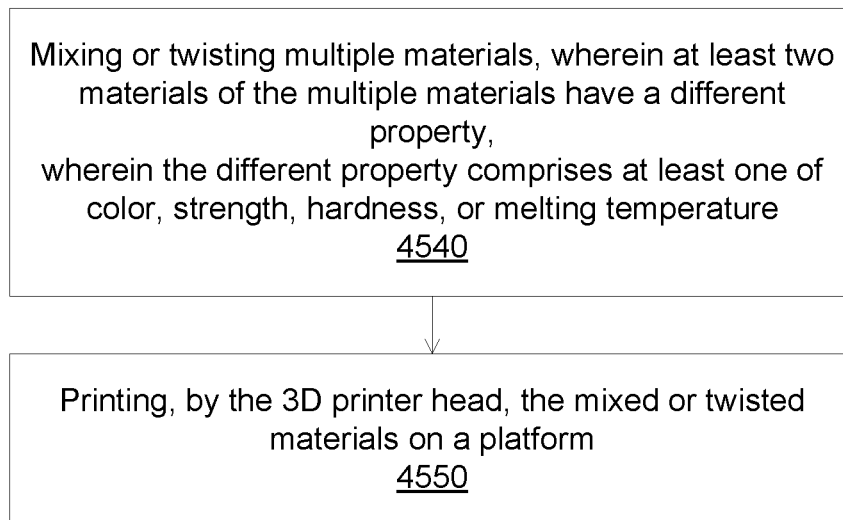 Mixing or twisting multiple materials, wherein at least two
materials of the multiple materials have a different
property,
wherein the different property comprises at least one of
color, strength, hardness, or melting temperature
4540
Printing, by the 3D printer head, the mixed or twisted
materials on a platform
4550